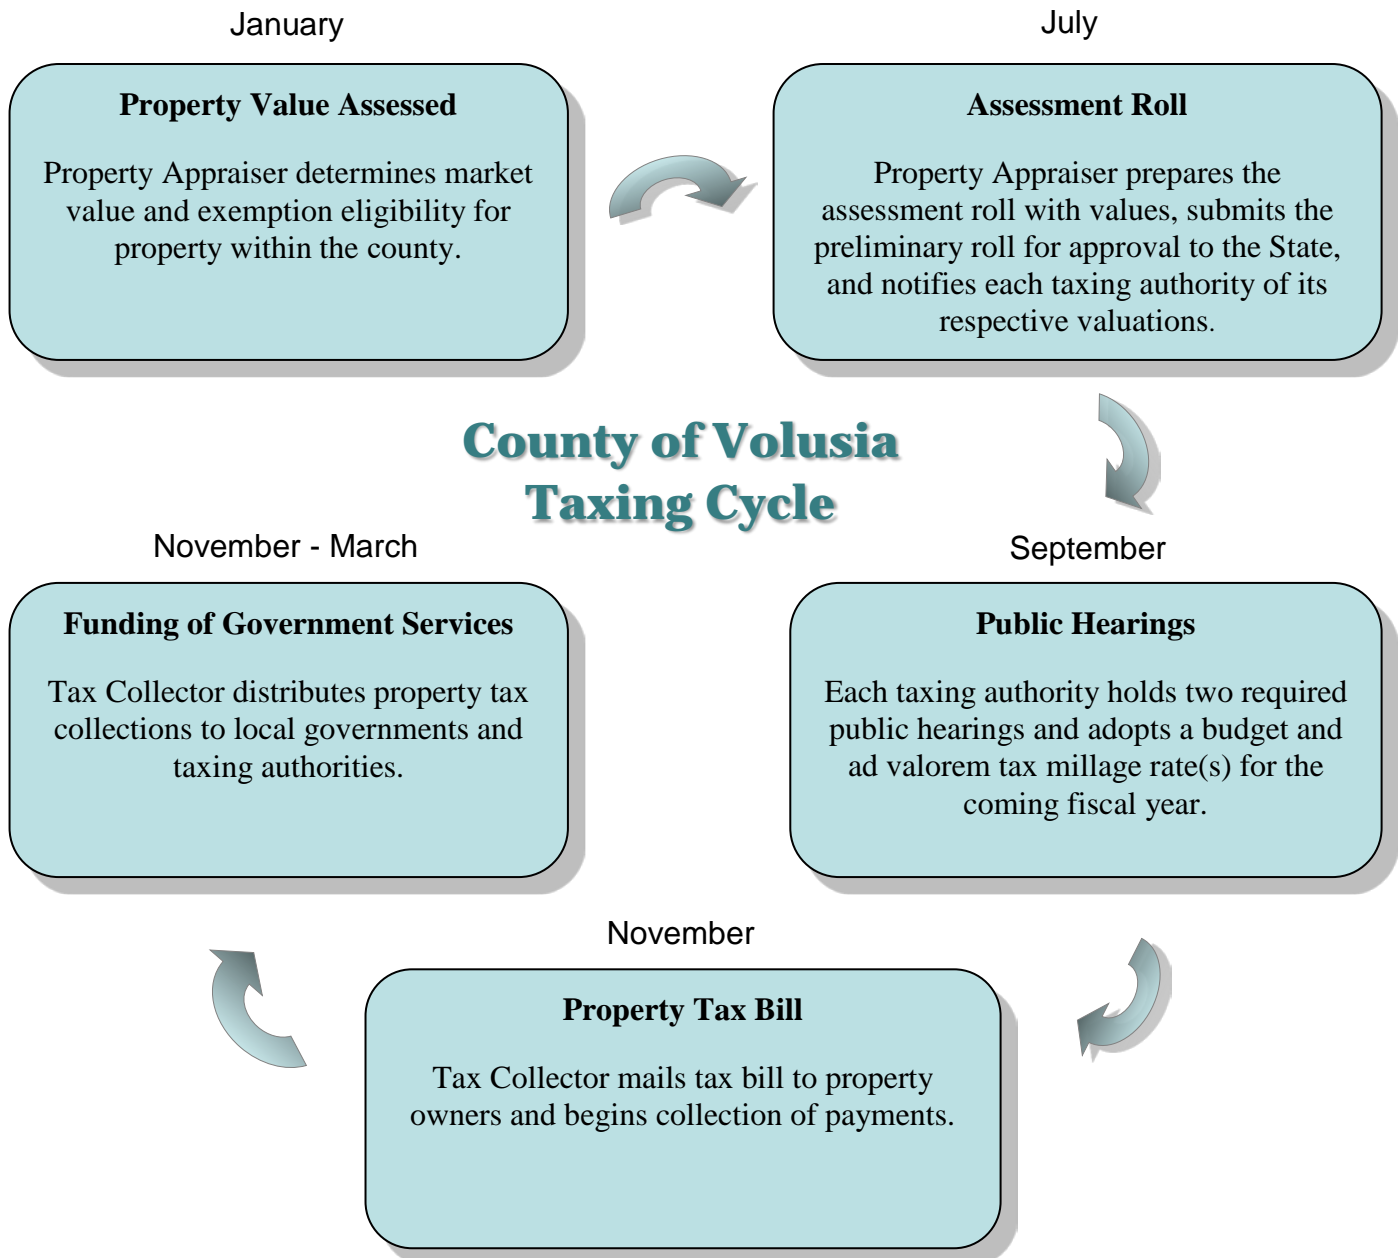 January
Property Value Assessed
Property Appraiser determines market
value and exemption eligibility for
property within the county.
July
Assessment Roll
Property Appraiser prepares the
assessment roll with values, submits the
preliminary roll for approval to the State,
and notifies each taxing authority of its
respective valuations.
County of Volusia
Taxing Cycle
September
Public Hearings
Each taxing authority holds two required
public hearings and adopts a budget and
ad valorem tax millage rate(s) for the
coming fiscal year.
November
Property Tax Bill
Tax Collector mails tax bill to property
owners and begins collection of payments.
November - March
Funding of Government Services
Tax Collector distributes property tax
collections to local governments and
taxing authorities.